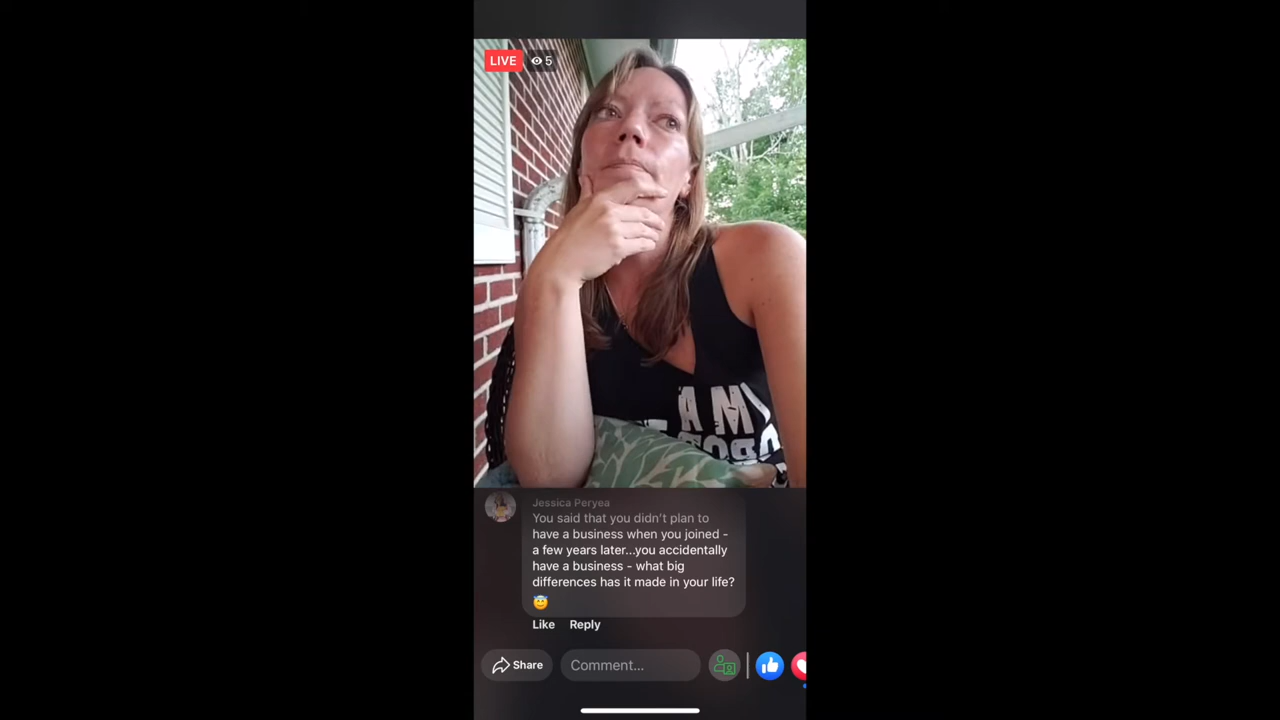 LIVE 5
I'M A
Jessica Peryea
You said that you didn't plan to
have a business when you joined -
a few years later...you accidentally
have a business - what big
differences has it made in your life?
😇
Like Reply
Share Comment...